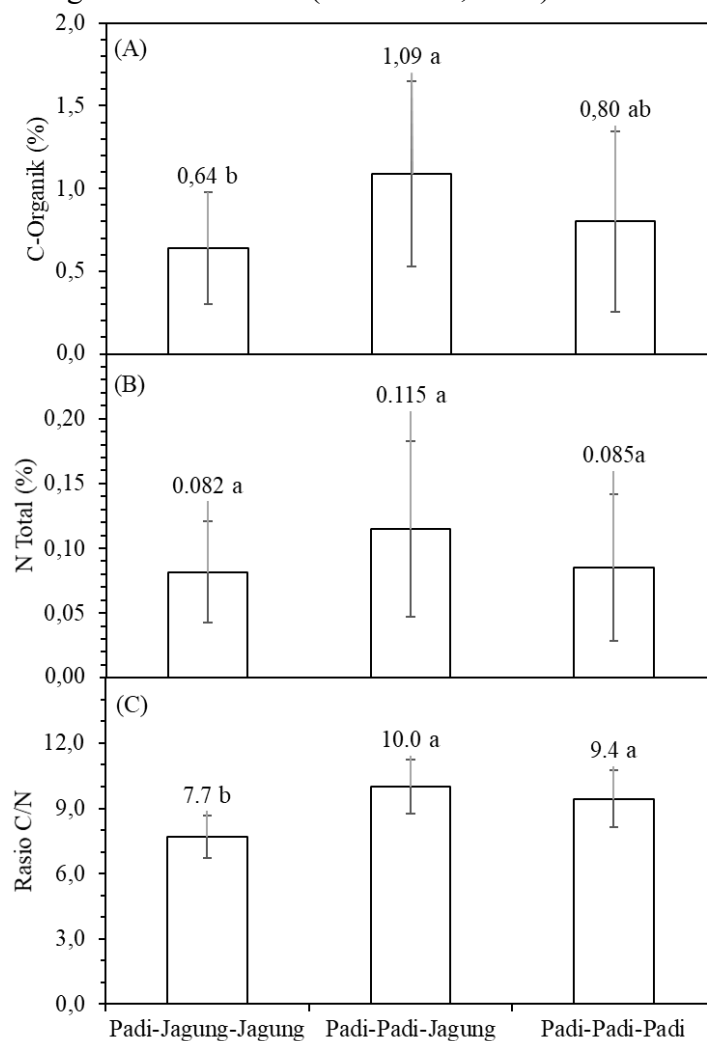 2,0
(A)
1,09 a
1,5
0,80 ab
0,64 b
1,0
0,5
0,0
C-Organik (%)
(B)
0.115 a
0,20
0.085a
0.082 a
0,15
0,10
0,05
0,00
N Total (%)
(C)
12,0
10.0 a
9.4 a
7.7 b
9,0
6,0
3,0
0,0
Rasio C/N
Padi-Jagung-Jagung Padi-Padi-Jagung Padi-Padi-Padi